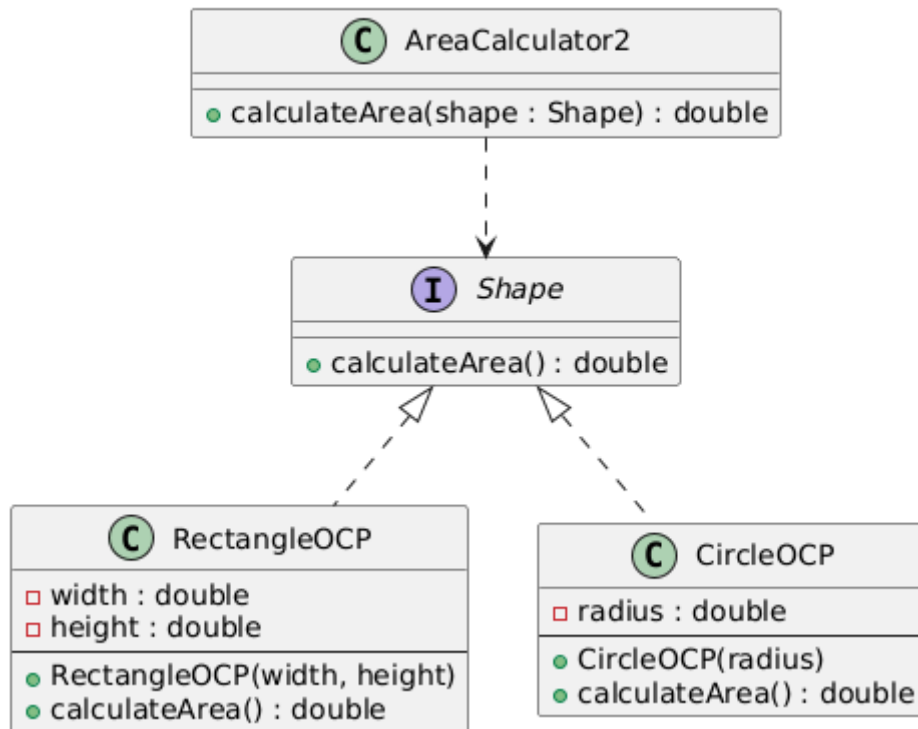 C AreaCalculator2
calculateArea(shape : Shape) : double
I Shape
calculateArea() : double
C RectangleOCP
width : double
height : double
RectangleOCP(width, height)
calculateArea() : double
C CircleOCP
radius : double
CircleOCP(radius)
calculateArea() : double